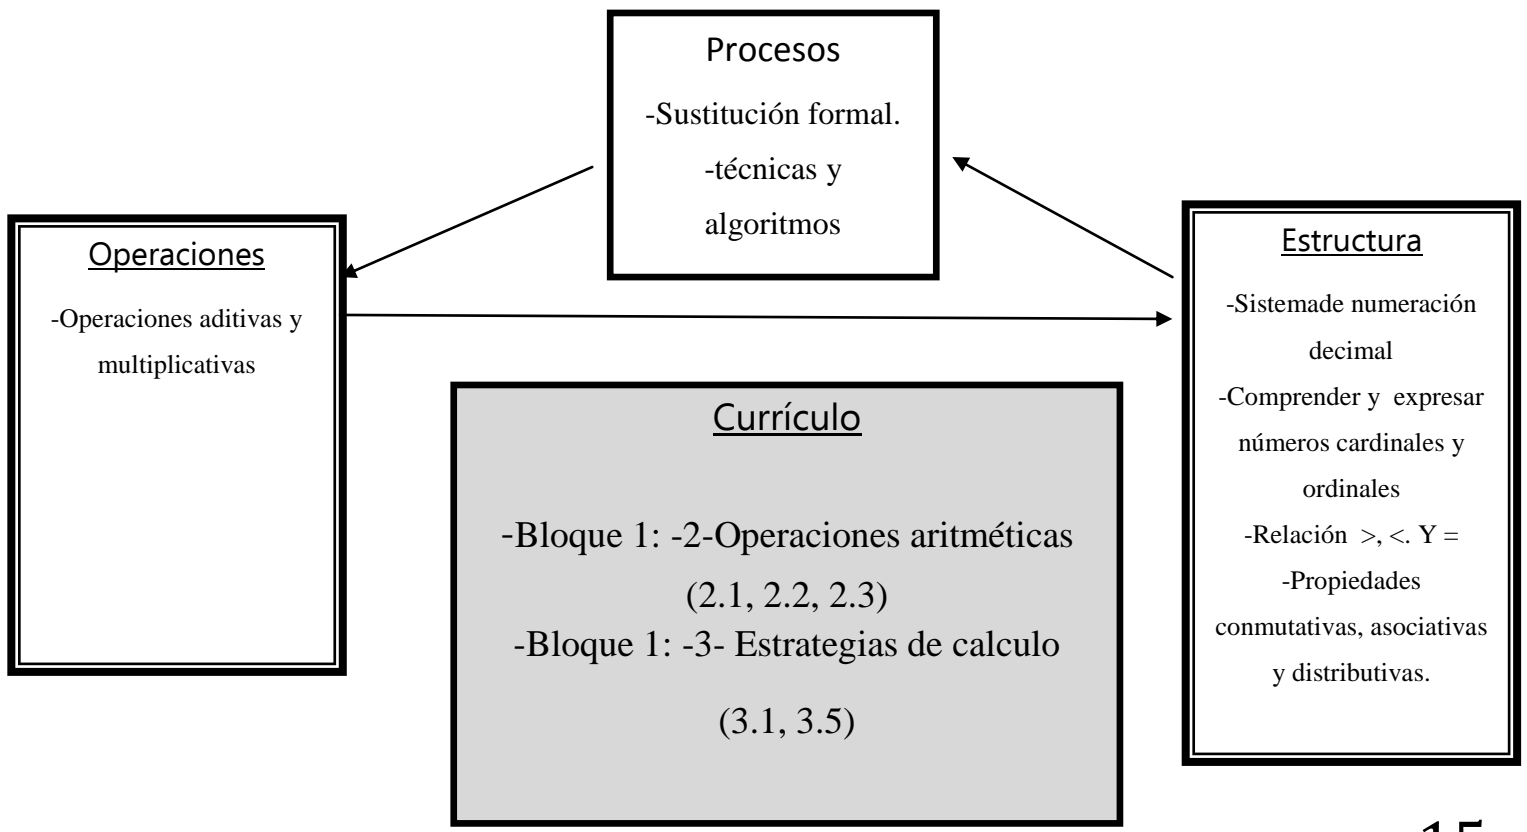 Procesos
-Sustitución formal.
-técnicas y
algoritmos
Operaciones
-Operaciones aditivas y
multiplicativas
Estructura
-Sistemade numeración
decimal
-Comprender y expresar
números cardinales y
ordinales
-Relación >, <. Y =
-Propiedades
conmutativas, asociativas
y distributivas.
Currículo
-Bloque 1: -2-Operaciones aritméticas
(2.1, 2.2, 2.3)
-Bloque 1: -3- Estrategias de calculo
(3.1, 3.5)
15